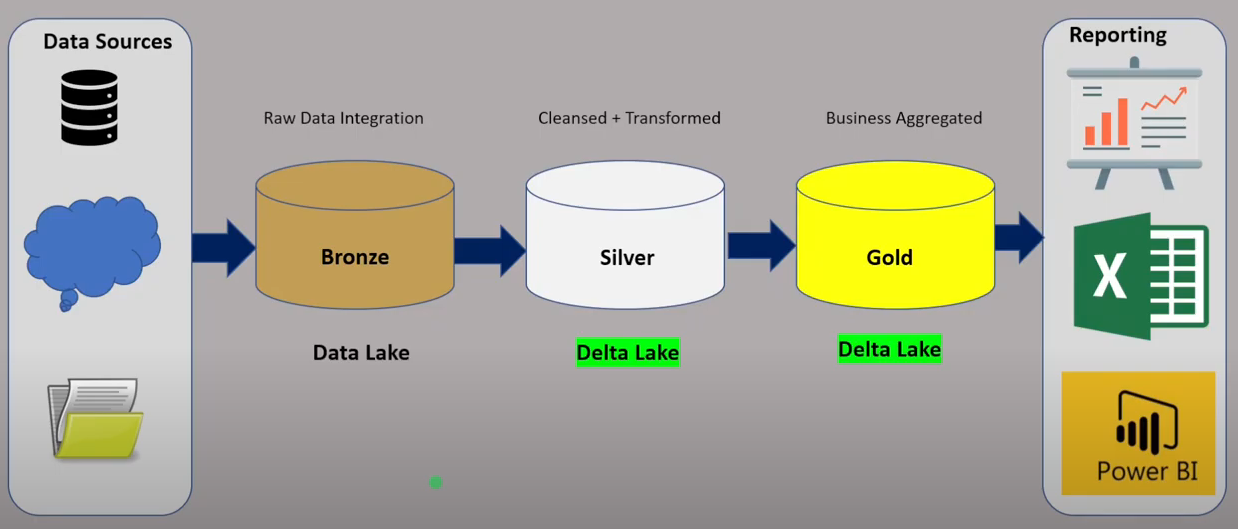 Data Sources
Reporting
Raw Data Integration
Cleansed + Transformed
Business Aggregated
Bronze
Silver
Gold
X
Data Lake
Delta Lake
Delta Lake
Power BI